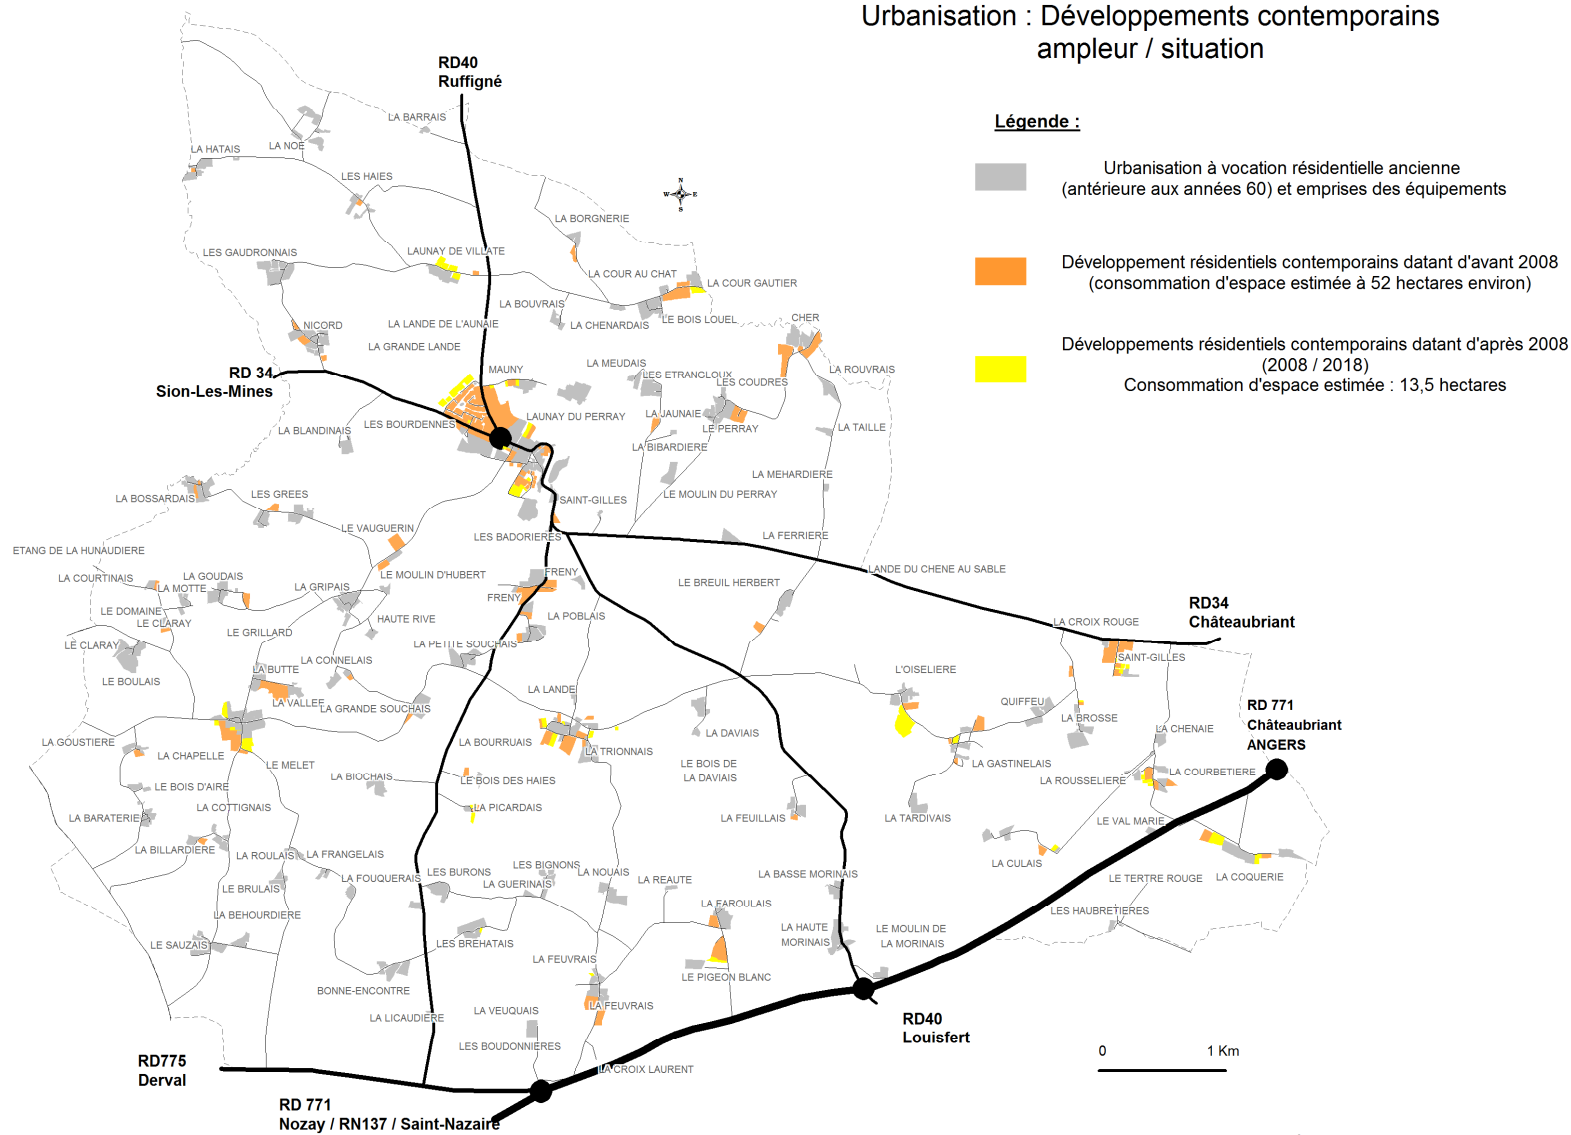 Urbanisation : Développements contemporains
ampleur / situation
RD40
Ruffigné
Légende :
Urbanisation à vocation résidentielle ancienne
(antérieure aux années 60) et emprises des équipements
Développement résidentiels contemporains datant d'avant 2008
(consommation d'espace estimée à 52 hectares environ)
Développements résidentiels contemporains datant d'après 2008
(2008 / 2018)
Consommation d'espace estimée : 13,5 hectares
N
W E
S
LA BARRAIS
LA NOE
LA HATAIS
LES HAIES
LA BORGNERIE
LES GAUDRONNAIS
LAUNAY DE VILLATE
LA COUR AU CHAT
LA COUR GAUTIER
LA BOUVRAIS
LA LANDE DE L'AUNAIE
NICORD
LA CHENARDAIS
LE BOIS LOUEL
CHER
LA GRANDE LANDE
RD 34
Sion-Les-Mines
MAUNY
LA MEUDAIS
LES ETRANGLOUX
LES COUDRES
LA ROUVRAIS
LAUNAY DU PERRAY
LA JAUNAIE
LES BOURDENNES
LA BLANDINAIS
LE PERRAY
LA TAILLE
LA BIBARDIERE
LA MEHARDIERE
LA BOSSARDAIS
LES GREES
SAINT-GILLES
LE MOULIN DU PERRAY
LE VAUGUERIN
LES BADORIERES
LA FERRIERE
ETANG DE LA HUNAUDIERE
LA COURTINAIS
LA GOUDAIS
LA MOTTE
LE MOULIN D'HUBERT
FRENY
LE BREUIL HERBERT
LANDE DU CHENE AU SABLE
LA GRIPAIS
FRENY
LE DOMAINE
LE CLARAY
HAUTE RIVE
LA POBLAIS
RD34
Châteaubriant
LA CROIX ROUGE
LE GRILLARD
LE CLARAY
LA PETITE SOUCHAIS
SAINT-GILLES
LA BUTTE
LA CONNELAIS
L'OISELIERE
LE BOULAIS
LA LANDE
LA VALLEE
LA GRANDE SOUCHAIS
QUIFFEU
LA BROSSE
RD 771
Châteaubriant
ANGERS
LA GOUSTIERE
LA CHAPELLE
LA BOURRUAIS
LA TRIONNAIS
LA DAVIAIS
LA CHENAIE
LE MELET
LE BOIS DE
LA DAVIAIS
LA GASTINELAIS
LA COURBETIERE
LA ROUSSELIERE
LA BIOCHAIS
LE BOIS DES HAIES
LE BOIS D'AIRE
LA COTTIGNAIS
LA PICARDAIS
LA BARATERIE
LA FEUILLAIS
LA TARDIVAIS
LE VAL MARIE
LA BILLARDIERE
LA ROULAIS
LA FRANGELAIS
LA CULAIS
LES BURONS
LES BIGNONS
LA NOUAIS
LA FOUQUERAIS
LA GUERINAIS
LA REAUTE
LA BASSE MORINAIS
LE TERTRE ROUGE
LA COQUERIE
LE BRULAIS
LA FAROULAIS
LES HAUBRETIERES
LA BEHOURDIERE
LA HAUTE
MORINAIS
LE MOULIN DE
LA MORINAIS
LE SAUZAIS
LES BREHATAIS
LA FEUVRAIS
LE PIGEON BLANC
BONNE-ENCONTRE
LA FEUVRAIS
LA VEUQUAIS
LA LICAUDIERE
RD40
Louisfert
LES BOUDONNIERES
0 1 Km
RD775
Derval
LA CROIX LAURENT
RD 771
Nozay / RN137 / Saint-Nazaire